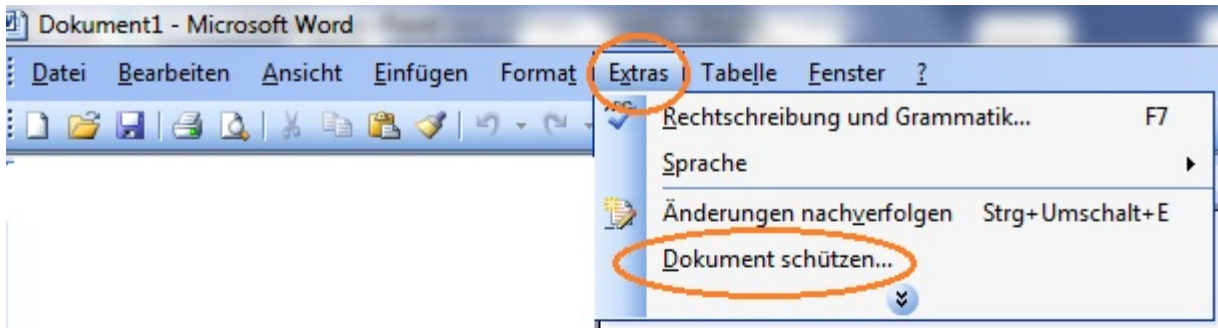 Dokument1 - Microsoft Word
Datei Bearbeiten Ansicht Einfügen Format Extras Tabelle Fenster ?
Rechtschreibung und Grammatik... F7
Sprache
Änderungen nachverfolgen Strg+Umschalt+E
Dokument schützen...